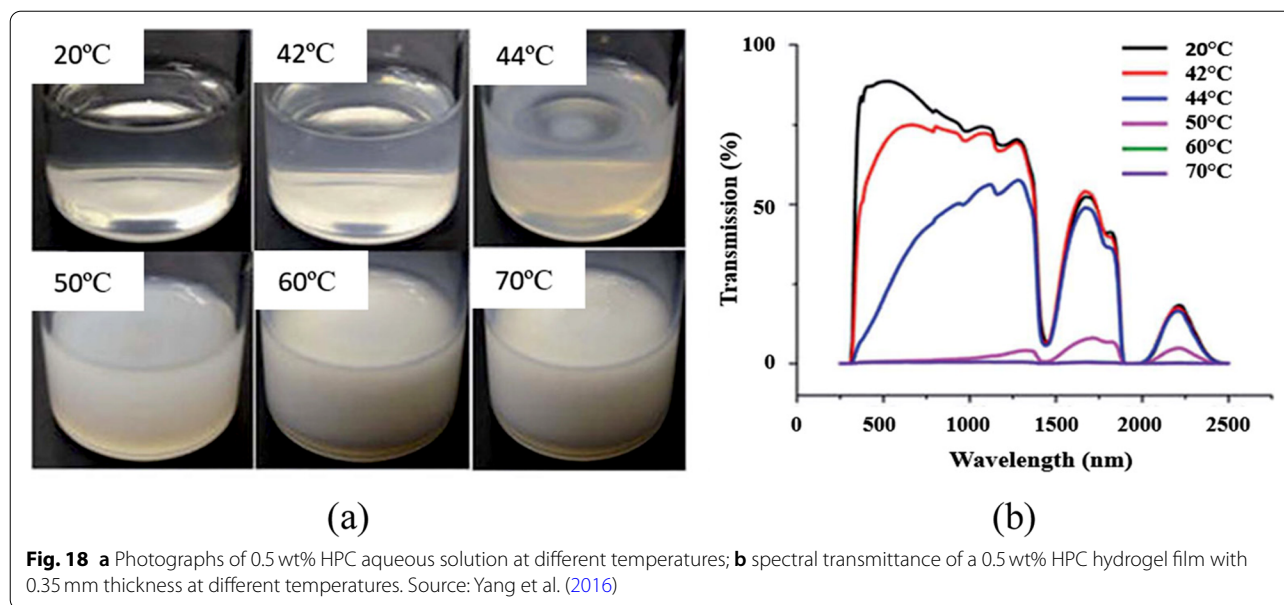 20°C
42°C
44°C
50°C
60°C
70°C
(a)
100
50
0
Transmission (%)
20°C
42°C
44°C
50°C
60°C
70°C
0 500 1000 1500 2000 2500
Wavelength (nm)
(b)
Fig. 18 a Photographs of 0.5 wt% HPC aqueous solution at different temperatures; b spectral transmittance of a 0.5 wt% HPC hydrogel film with
0.35 mm thickness at different temperatures. Source: Yang et al. (2016)